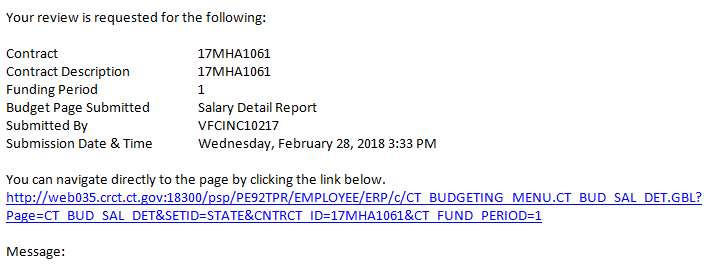 Your review is requested for the following:
Contract 17MHA1061
Contract Description 17MHA1061
Funding Period 1
Budget Page Submitted Salary Detail Report
Submitted By VFCINC10217
Submission Date & Time Wednesday, February 28, 2018 3:33 PM
You can navigate directly to the page by clicking the link below.
http://web035.crct.ct.gov:18300/psp/PE92TPR/EMPLOYEE/ERP/c/CT_BUDGETING_MENU.CT_BUD_SAL_DET.GBL?
Page=CT_BUD_SAL_DET&SETID=STATE&CNTRCT_ID=17MHA1061&CT_FUND_PERIOD=1
Message: